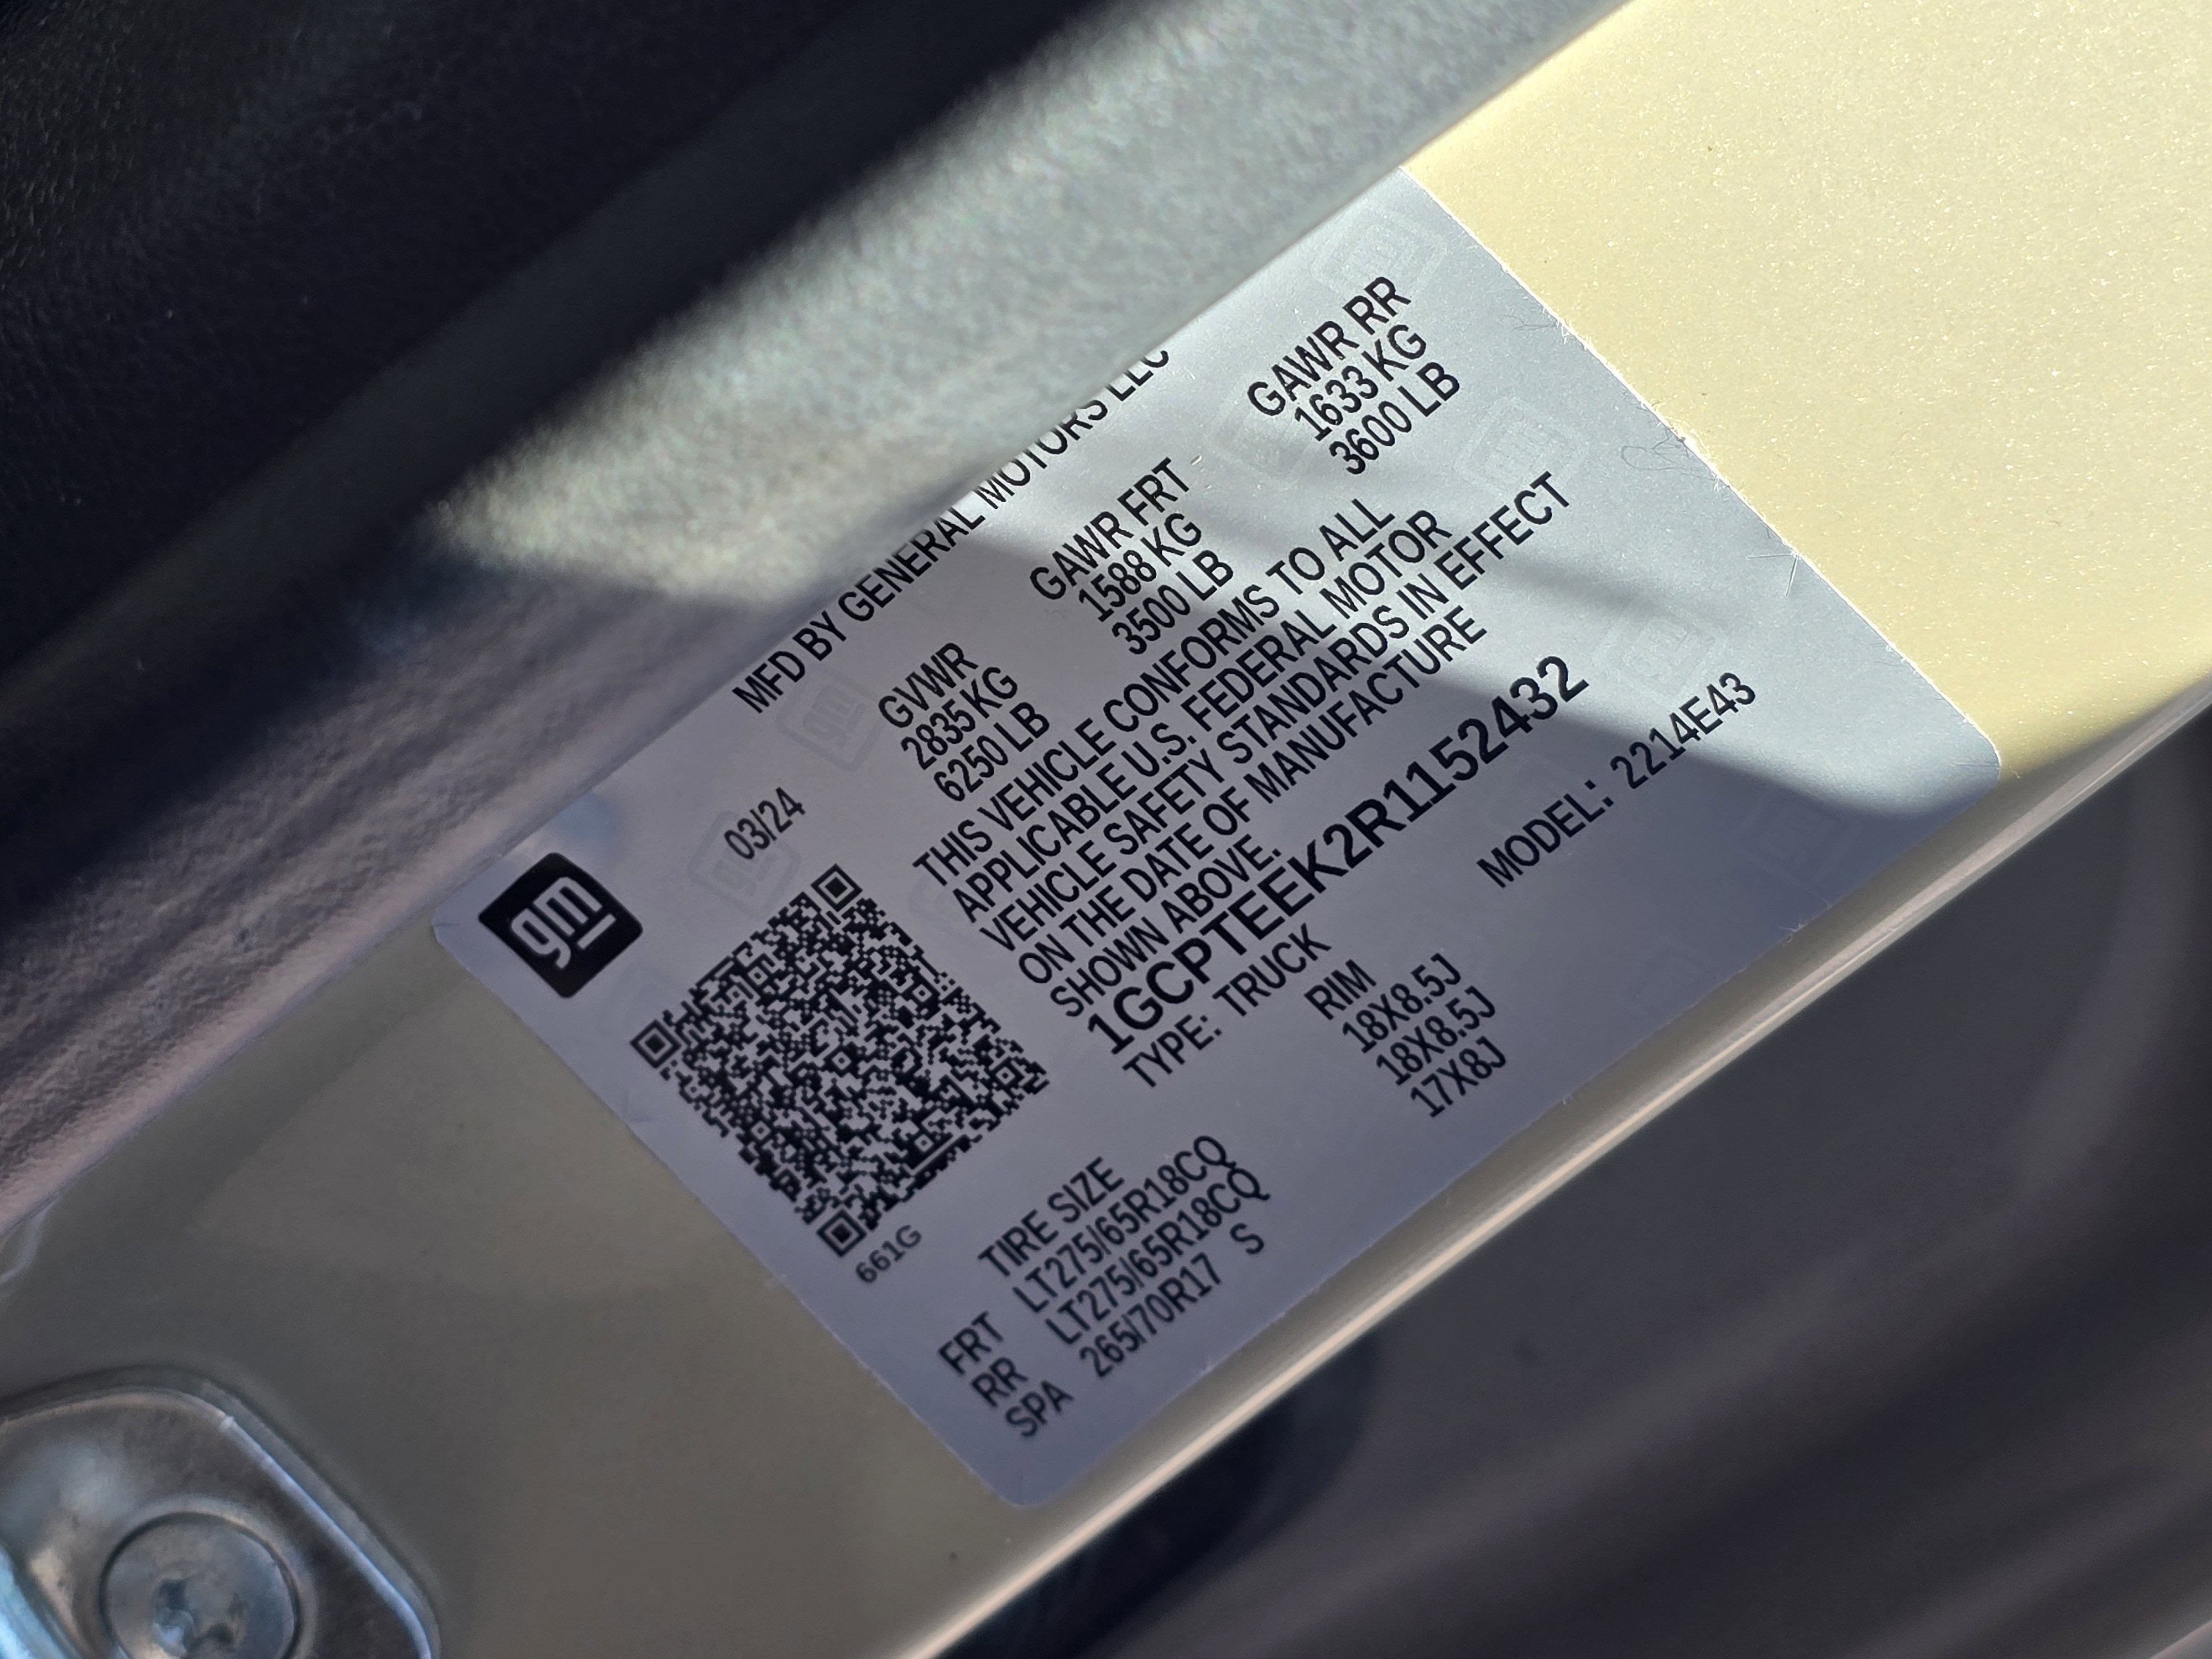 gm
MFD BY GENERAL MOTORS LLC
03/24
GVWR GAWR FRT GAWR RR
2835 KG 1588 KG 1633 KG
6250 LB 3500 LB 3600 LB
THIS VEHICLE CONFORMS TO ALL
APPLICABLE U.S. FEDERAL MOTOR
VEHICLE SAFETY STANDARDS IN EFFECT
ON THE DATE OF MANUFACTURE
SHOWN ABOVE.
1GCPTEEK2R1152432
TYPE: TRUCK MODEL: 2214E43
661G
TIRE SIZE RIM
FRT LT275/65R18CQ 18X8.5J
RR LT275/65R18CQ 18X8.5J
SPA 265/70R17 S 17X8J